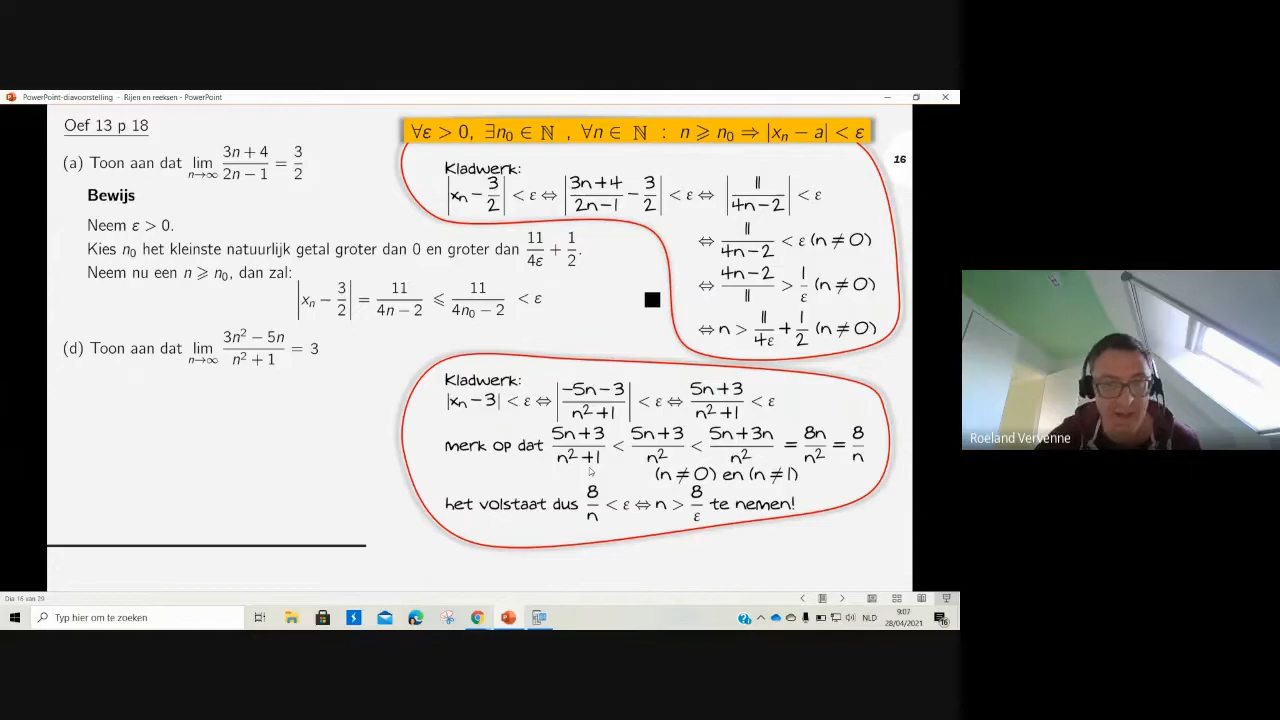 PowerPoint-diavoorstelling - Rijen en reeksen - PowerPoint
Oef 13 p 18
(a) Toon aan dat lim n→∞ (3n + 4)/(2n − 1) = 3/2
Bewijs
Neem ε > 0.
Kies n₀ het kleinste natuurlijk getal groter dan 0 en groter dan 11/4ε + 1/2.
Neem nu een n ⩾ n₀, dan zal:
|xₙ − 3/2| = 11/(4n − 2) ⩽ 11/(4n₀ − 2) < ε
■
(d) Toon aan dat lim n→∞ (3n² − 5n)/(n² + 1) = 3
∀ε > 0, ∃n₀ ∈ ℕ , ∀n ∈ ℕ : n ⩾ n₀ ⇒ |xₙ − a| < ε
16
Kladwerk:
|xₙ − 3/2| < ε ⇔ |(3n+4)/(2n−1) − 3/2| < ε ⇔ |11/(4n−2)| < ε
⇔ 11/(4n−2) < ε (n ≠ 0)
⇔ (4n−2)/11 > 1/ε (n ≠ 0)
⇔ n > 11/4ε + 1/2 (n ≠ 0)
Kladwerk:
|xₙ − 3| < ε ⇔ |(−5n−3)/(n²+1)| < ε ⇔ (5n+3)/(n²+1) < ε
merk op dat (5n+3)/(n²+1) < (5n+3)/n² < (5n+3n)/n² = 8n/n² = 8/n
(n ≠ 0) en (n ≠ 1)
het volstaat dus 8/n < ε ⇔ n > 8/ε te nemen!
Roeland Vervenne
Dia 16 van 29
Typ hier om te zoeken
NLD
9:07
28/04/2021
16